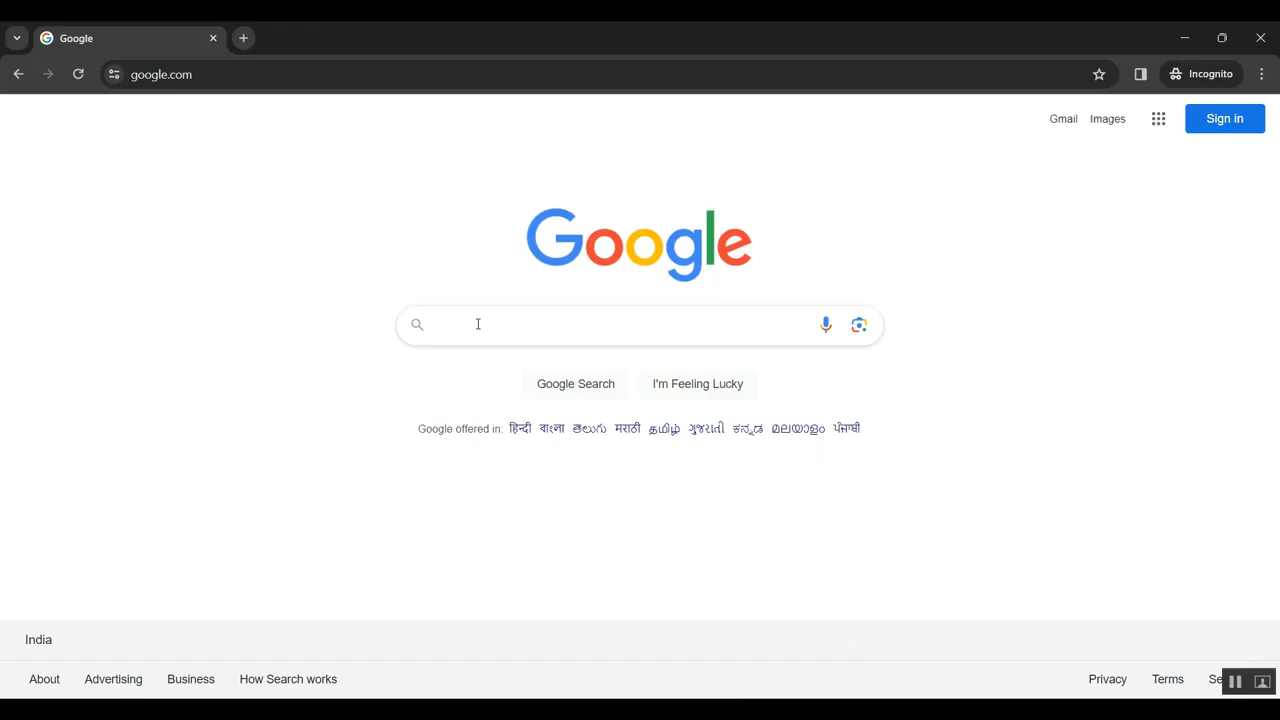 Google
google.com
Incognito
Gmail Images Sign in
Google
Google Search I'm Feeling Lucky
Google offered in: हिन्दी বাংলা తెలుగు मराठी தமிழ் ગુજરાતી ಕನ್ನಡ മലയാളം ਪੰਜਾਬੀ
India
About Advertising Business How Search works Privacy Terms